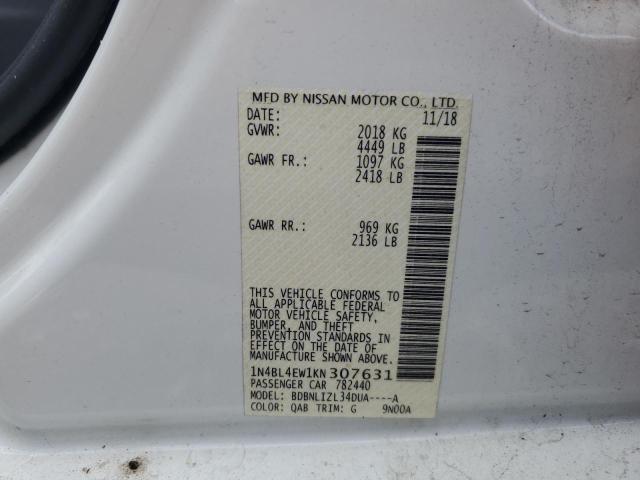 MFD BY NISSAN MOTOR CO., LTD.
DATE: 11/18
GVWR: 2018 KG
4449 LB
GAWR FR.: 1097 KG
2418 LB
GAWR RR.: 969 KG
2136 LB
THIS VEHICLE CONFORMS TO
ALL APPLICABLE FEDERAL
MOTOR VEHICLE SAFETY,
BUMPER, AND THEFT
PREVENTION STANDARDS IN
EFFECT ON THE DATE OF
MANUFACTURE SHOWN ABOVE.
1N4BL4EW1KN307631
PASSENGER CAR 782440
MODEL: BDBNLIZL34DUA----A
COLOR: QAB TRIM: G 9N00A